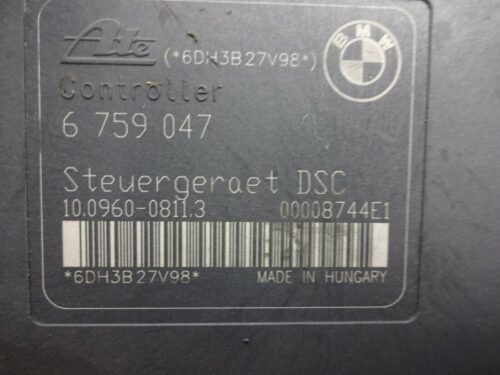 Ate (*6DH3B27V98*) BMW
Controller
6 759 047
Steuergeraet DSC
10.0960-0811.3 00008744E1
*6DH3B27V98* MADE IN HUNGARY